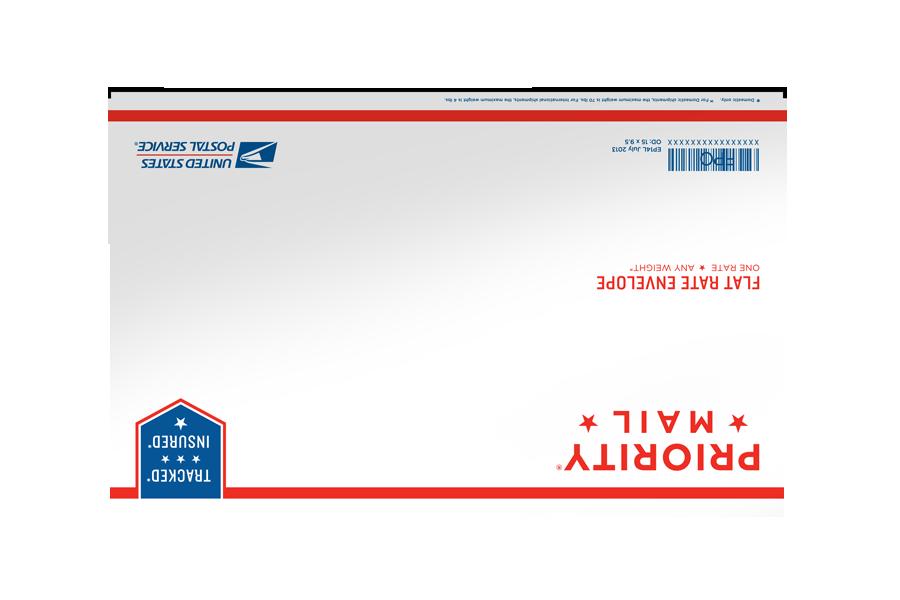 PRIORITY®
★ MAIL ★
TRACKED*
★ ★ ★
INSURED*
★
FLAT RATE ENVELOPE
ONE RATE ★ ANY WEIGHT*
PPC
XXXXXXXXXXXXXXXXX
EP14L July 2013
OD: 15 x 9.5
UNITED STATES
POSTAL SERVICE®
* Domestic only. * For Domestic shipments, the maximum weight is 70 lbs. For International shipments, the maximum weight is 4 lbs.